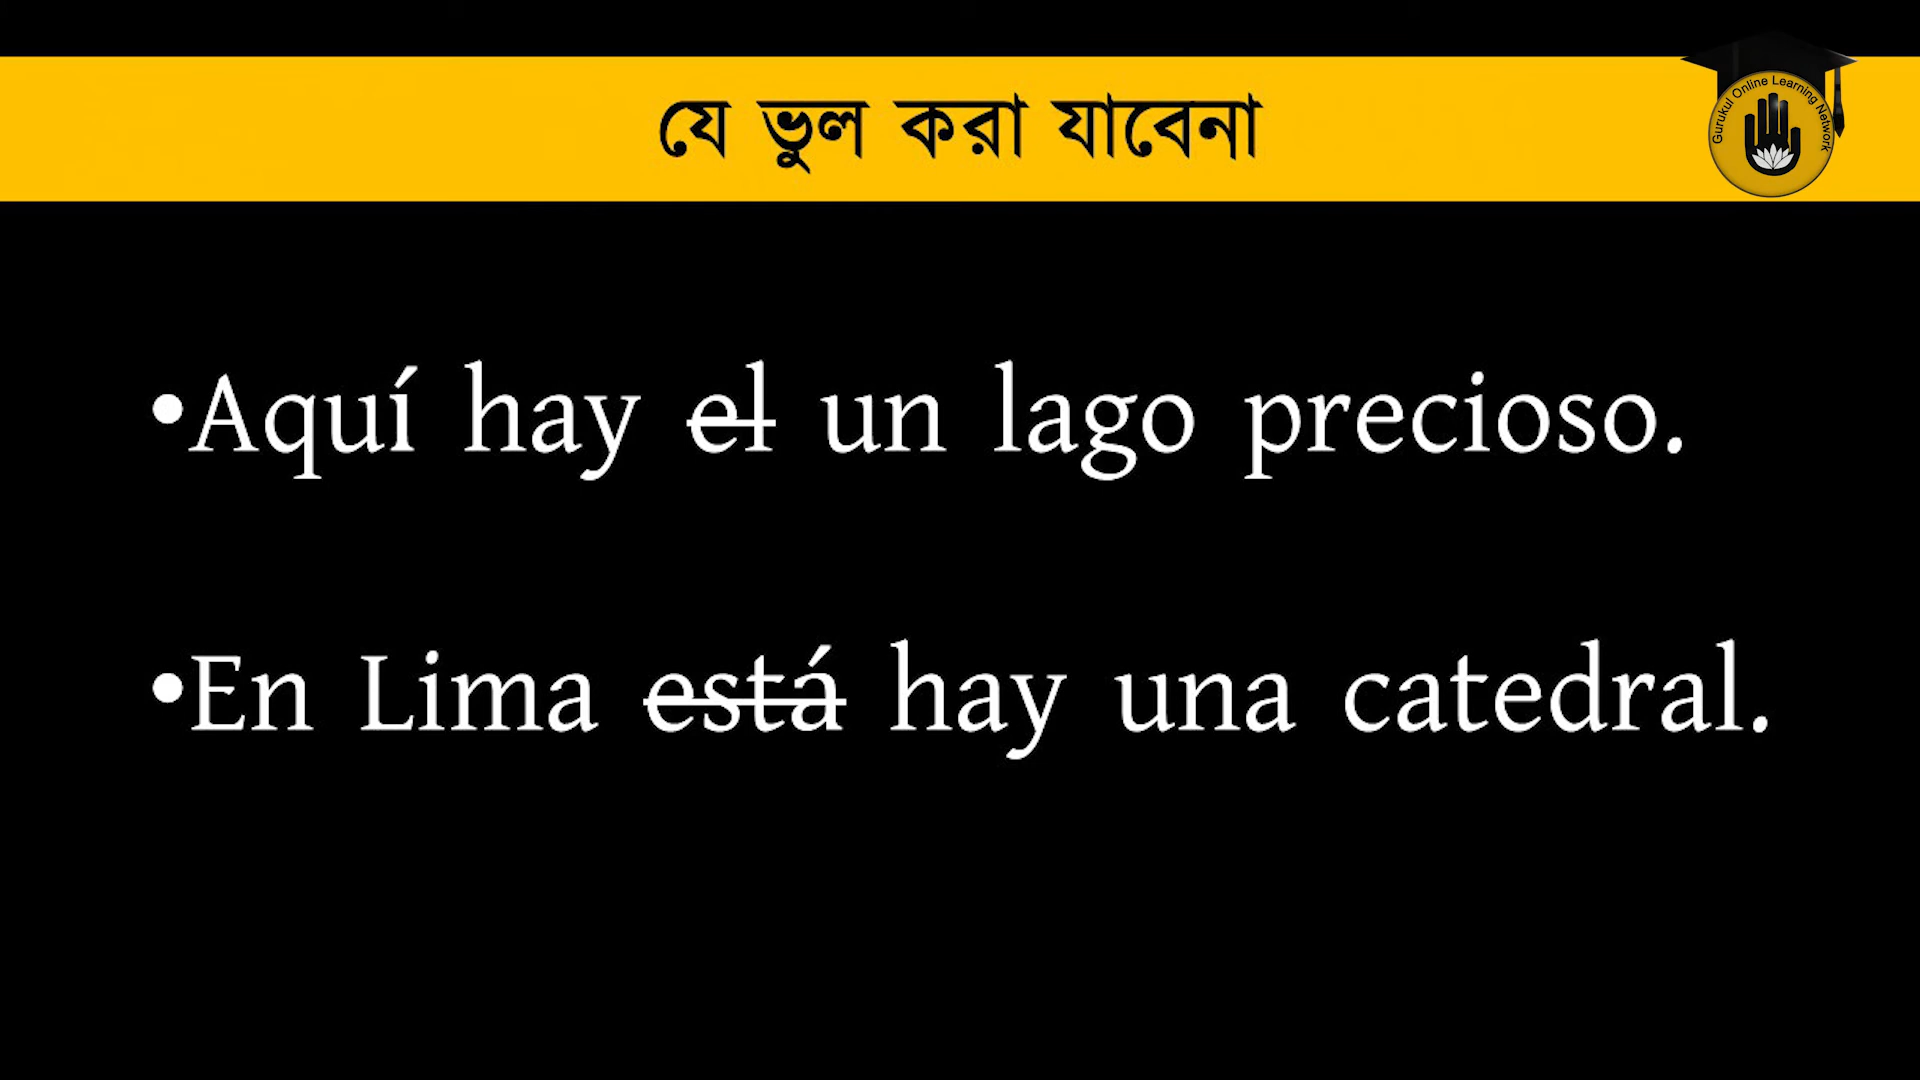 যে ভুল করা যাবেনা
Gurukul Online Learning Network
•Aquí hay el un lago precioso.
•En Lima está hay una catedral.